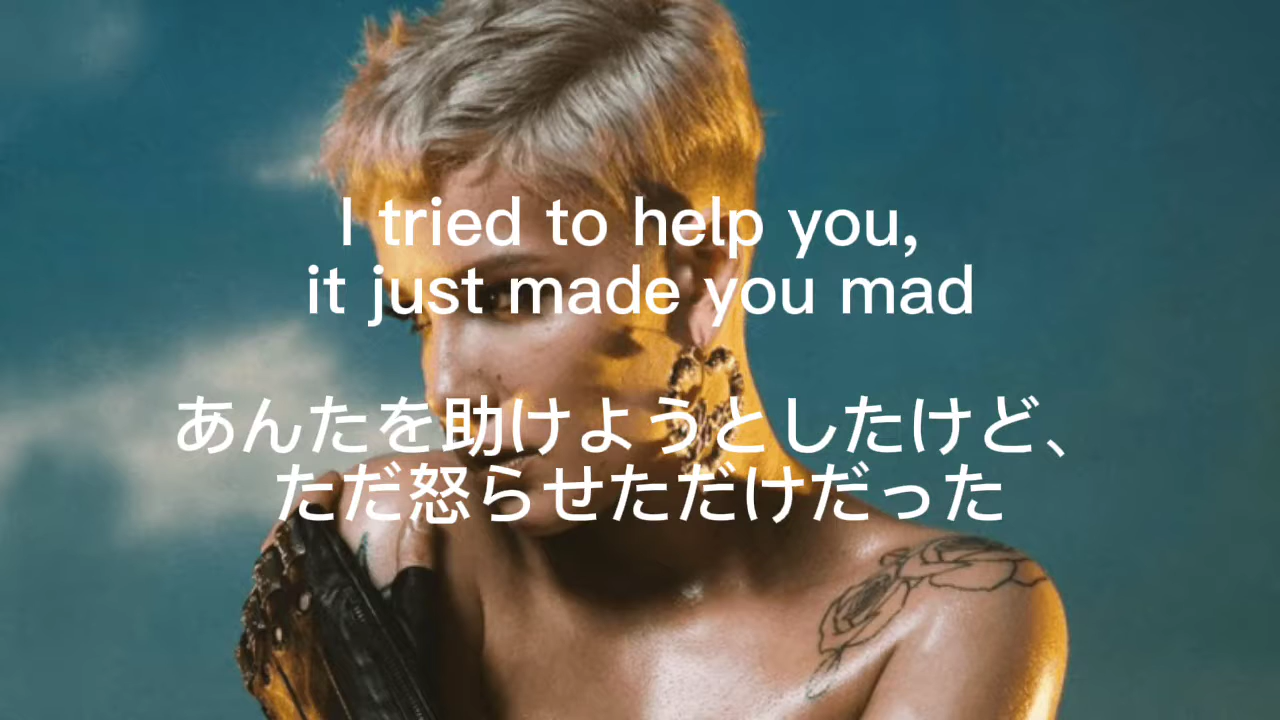 I tried to help you,
it just made you mad
あんたを助けようとしたけど、
ただ怒らせただけだった